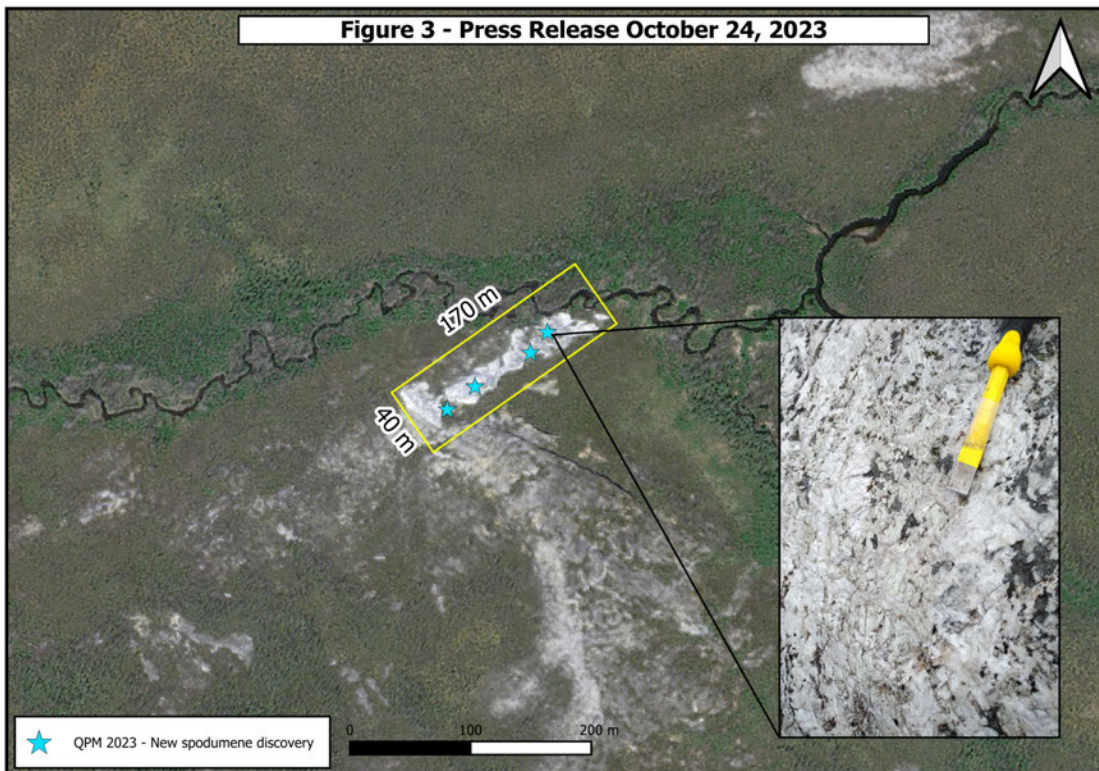 Figure 3 - Press Release October 24, 2023
170 m
40 m
QPM 2023 - New spodumene discovery
0 100 200 m